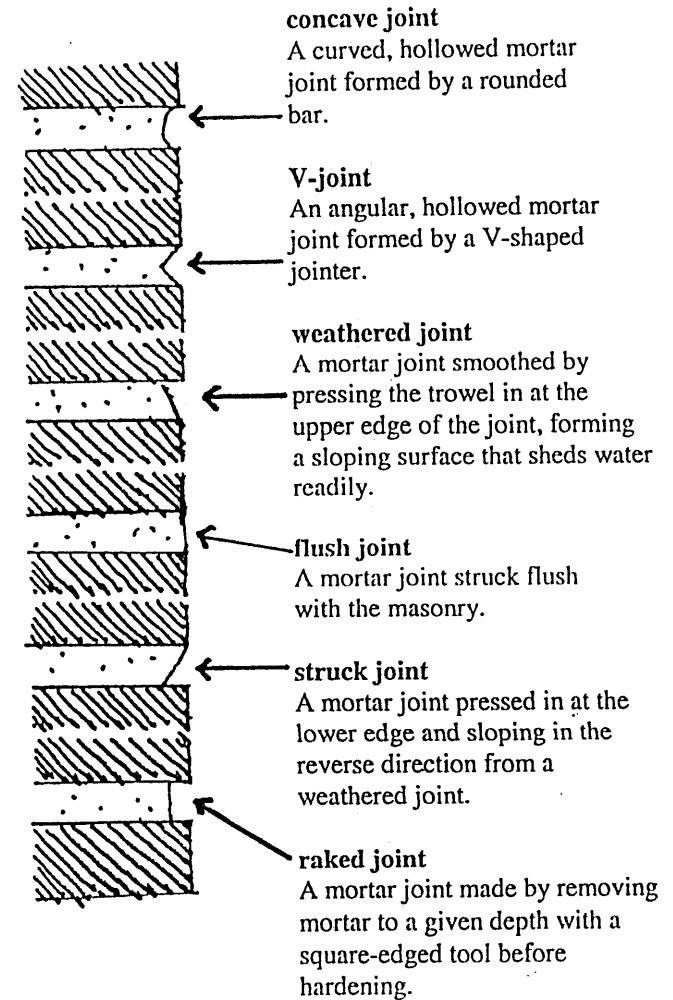 concave joint
A curved, hollowed mortar
joint formed by a rounded
bar.
V-joint
An angular, hollowed mortar
joint formed by a V-shaped
jointer.
weathered joint
A mortar joint smoothed by
pressing the trowel in at the
upper edge of the joint, forming
a sloping surface that sheds water
readily.
flush joint
A mortar joint struck flush
with the masonry.
struck joint
A mortar joint pressed in at the
lower edge and sloping in the
reverse direction from a
weathered joint.
raked joint
A mortar joint made by removing
mortar to a given depth with a
square-edged tool before
hardening.